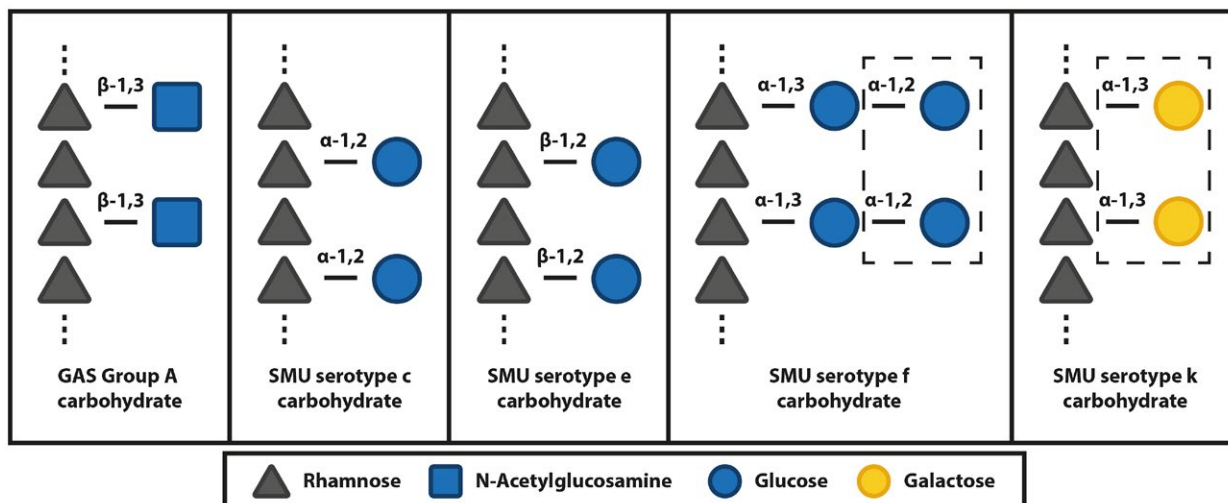 β-1,3
β-1,3
GAS Group A
carbohydrate
α-1,2
α-1,2
SMU serotype c
carbohydrate
β-1,2
β-1,2
SMU serotype e
carbohydrate
α-1,3 α-1,2
α-1,3 α-1,2
SMU serotype f
carbohydrate
α-1,3
α-1,3
SMU serotype k
carbohydrate
Rhamnose N-Acetylglucosamine Glucose Galactose